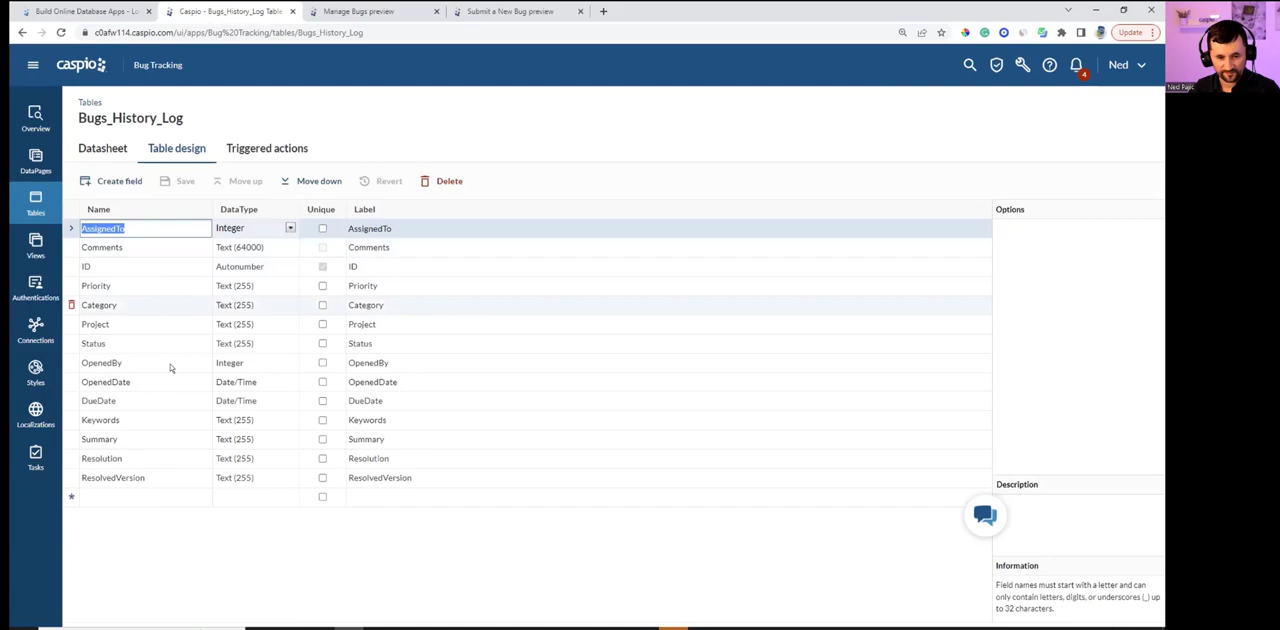 Build Online Database Apps - Lo
Caspio - Bugs_History_Log Table
Manage Bugs preview
Submit a New Bug preview
c0afw114.caspio.com/ui/apps/Bug%20Tracking/tables/Bugs_History_Log
Update
caspio
Bug Tracking
4
Ned
Ned Pajic
Overview
DataPages
Tables
Views
Authentications
Connections
Styles
Localizations
Tasks
Tables
Bugs_History_Log
Datasheet Table design Triggered actions
Create field Save Move up Move down Revert Delete
Name DataType Unique Label
AssignedTo Integer AssignedTo
Comments Text (64000) Comments
ID Autonumber ID
Priority Text (255) Priority
Category Text (255) Category
Project Text (255) Project
Status Text (255) Status
OpenedBy Integer OpenedBy
OpenedDate Date/Time OpenedDate
DueDate Date/Time DueDate
Keywords Text (255) Keywords
Summary Text (255) Summary
Resolution Text (255) Resolution
ResolvedVersion Text (255) ResolvedVersion
*
Options
Description
Information
Field names must start with a letter and can
only contain letters, digits, or underscores (_) up
to 32 characters.